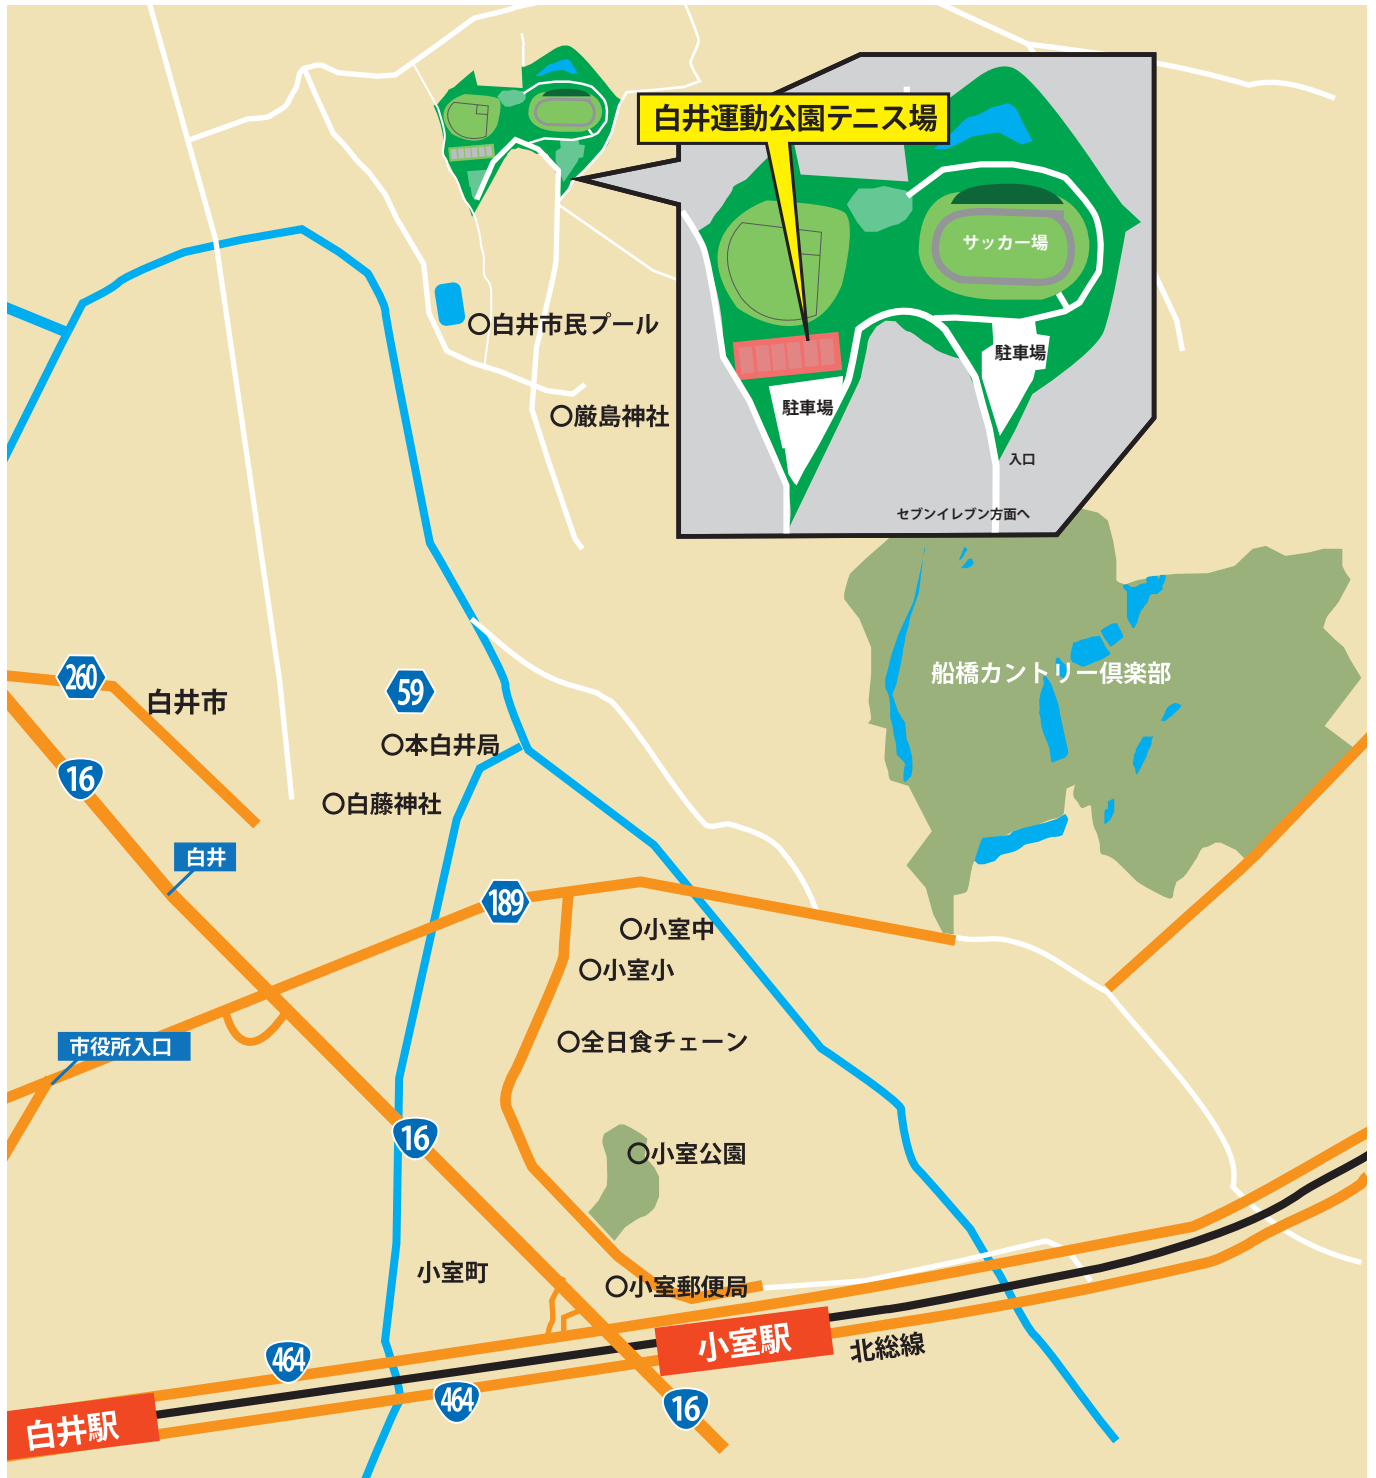 白井運動公園テニス場
サッカー場
駐車場
駐車場
入口
セブンイレブン方面へ
白井市民プール
厳島神社
船橋カントリー倶楽部
260
白井市
59
16
本白井局
白藤神社
白井
189
小室中
小室小
市役所入口
全日食チェーン
16
小室公園
小室町
小室郵便局
小室駅
北総線
464
464
16
白井駅